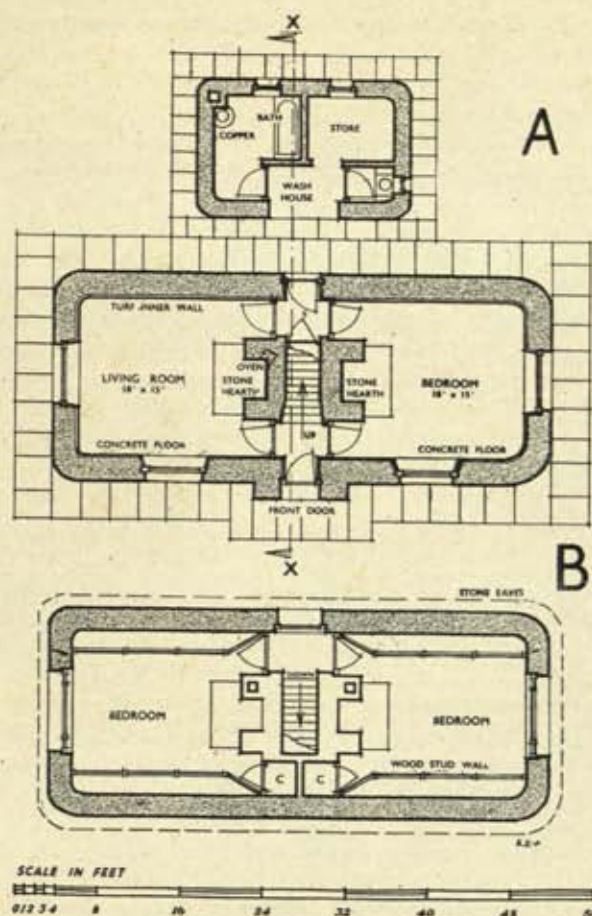 X
A
BATH
COPPER
STORE
WASH
HOUSE
TURF INNER WALL
OVEN
LIVING ROOM
18' x 15'
STONE
HEARTH
STONE
HEARTH
BEDROOM
18' x 15'
UP
CONCRETE FLOOR
CONCRETE FLOOR
FRONT DOOR
X
B
STONE EAVES
DOWN
BEDROOM
BEDROOM
WOOD STUD WALL
C
C
SCALE IN FEET
0 1 2 3 4 8 16 24 32 40 48